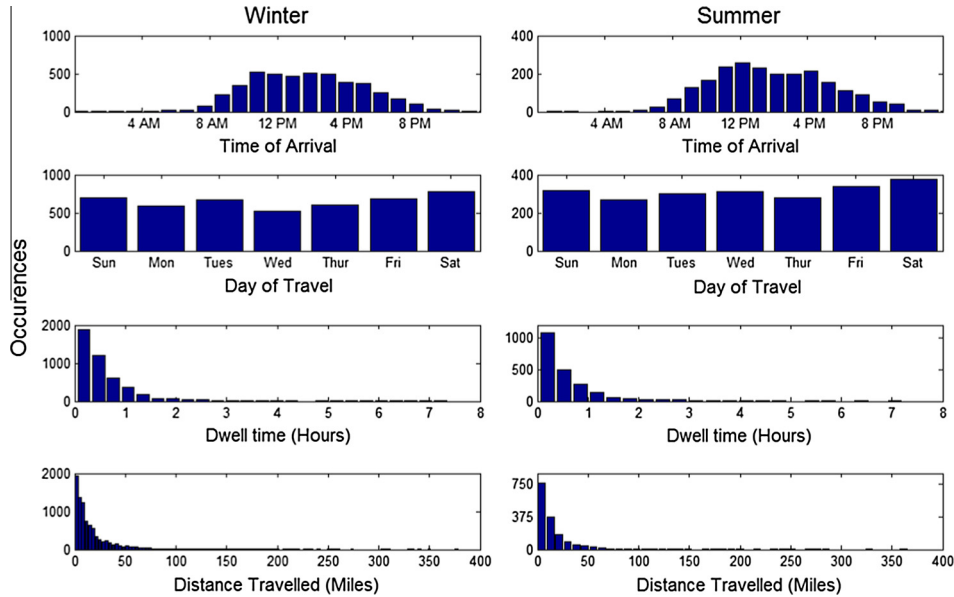 Winter
Summer
1000
500
0
4 AM 8 AM 12 PM 4 PM 8 PM
Time of Arrival
400
200
0
4 AM 8 AM 12 PM 4 PM 8 PM
Time of Arrival
1000
500
0
Sun Mon Tues Wed Thur Fri Sat
Day of Travel
400
200
0
Sun Mon Tues Wed Thur Fri Sat
Day of Travel
Occurences
2000
1000
0
0 1 2 3 4 5 6 7 8
Dwell time (Hours)
1000
500
0
0 1 2 3 4 5 6 7 8
Dwell time (Hours)
2000
1000
0
0 50 100 150 200 250 300 350 400
Distance Travelled (Miles)
750
375
0
0 50 100 150 200 250 300 350 400
Distance Travelled (Miles)